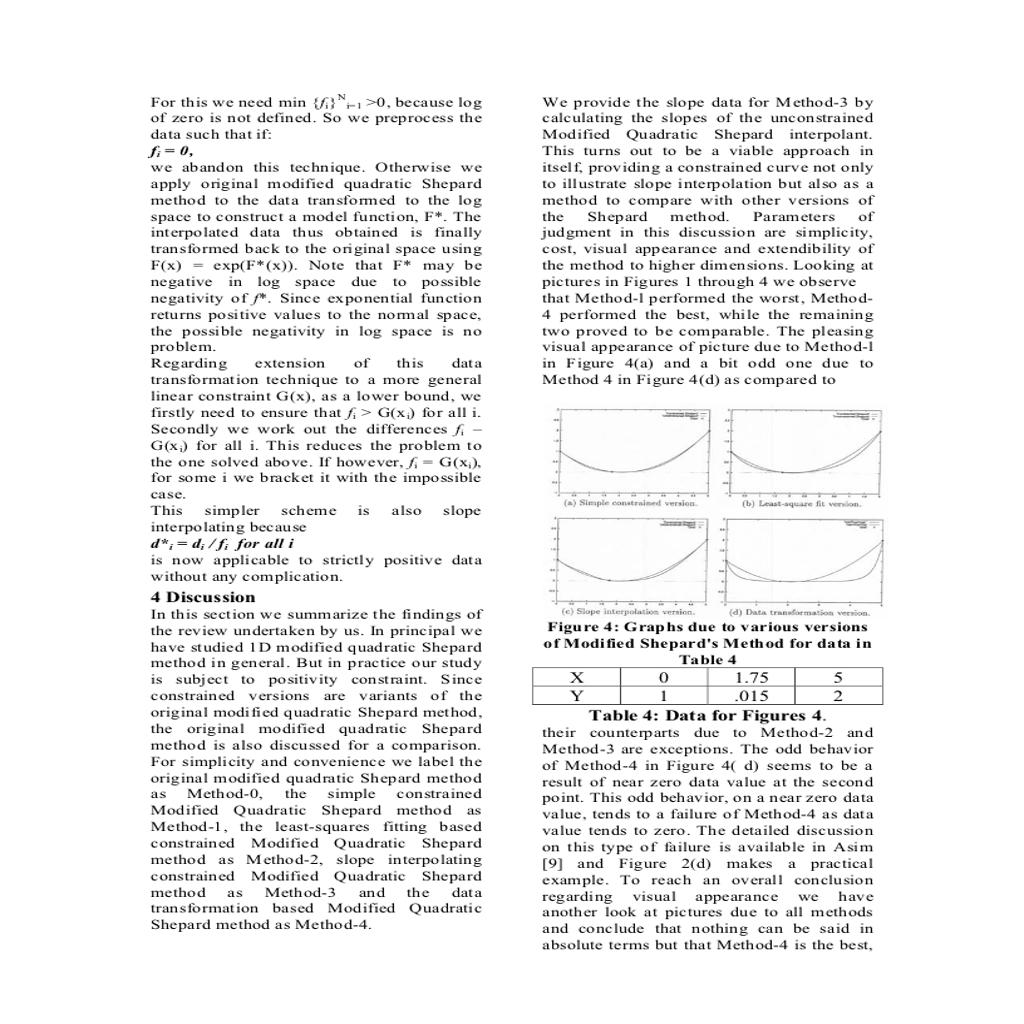 For this we need min {fᵢ}ᴺᵢ₌₁ >0, because log
of zero is not defined. So we preprocess the
data such that if:
fᵢ = 0,
we abandon this technique. Otherwise we
apply original modified quadratic Shepard
method to the data transformed to the log
space to construct a model function, F*. The
interpolated data thus obtained is finally
transformed back to the original space using
F(x) = exp(F*(x)). Note that F* may be
negative in log space due to possible
negativity of f*. Since exponential function
returns positive values to the normal space,
the possible negativity in log space is no
problem.
Regarding extension of this data
transformation technique to a more general
linear constraint G(x), as a lower bound, we
firstly need to ensure that fᵢ > G(xᵢ) for all i.
Secondly we work out the differences fᵢ –
G(xᵢ) for all i. This reduces the problem to
the one solved above. If however, fᵢ = G(xᵢ),
for some i we bracket it with the impossible
case.
This simpler scheme is also slope
interpolating because
d*ᵢ = dᵢ / fᵢ for all i
is now applicable to strictly positive data
without any complication.
4 Discussion
In this section we summarize the findings of
the review undertaken by us. In principal we
have studied 1D modified quadratic Shepard
method in general. But in practice our study
is subject to positivity constraint. Since
constrained versions are variants of the
original modified quadratic Shepard method,
the original modified quadratic Shepard
method is also discussed for a comparison.
For simplicity and convenience we label the
original modified quadratic Shepard method
as Method-0, the simple constrained
Modified Quadratic Shepard method as
Method-1, the least-squares fitting based
constrained Modified Quadratic Shepard
method as Method-2, slope interpolating
constrained Modified Quadratic Shepard
method as Method-3 and the data
transformation based Modified Quadratic
Shepard method as Method-4.
We provide the slope data for Method-3 by
calculating the slopes of the unconstrained
Modified Quadratic Shepard interpolant.
This turns out to be a viable approach in
itself, providing a constrained curve not only
to illustrate slope interpolation but also as a
method to compare with other versions of
the Shepard method. Parameters of
judgment in this discussion are simplicity,
cost, visual appearance and extendibility of
the method to higher dimensions. Looking at
pictures in Figures 1 through 4 we observe
that Method-l performed the worst, Method-
4 performed the best, while the remaining
two proved to be comparable. The pleasing
visual appearance of picture due to Method-l
in Figure 4(a) and a bit odd one due to
Method 4 in Figure 4(d) as compared to
(a) Simple constrained version.
(b) Least-square fit version.
(c) Slope interpolation version.
(d) Data transformation version.
Figure 4: Graphs due to various versions
of Modified Shepard's Method for data in
Table 4
X 0 1.75 5
Y 1 .015 2
Table 4: Data for Figures 4.
their counterparts due to Method-2 and
Method-3 are exceptions. The odd behavior
of Method-4 in Figure 4( d) seems to be a
result of near zero data value at the second
point. This odd behavior, on a near zero data
value, tends to a failure of Method-4 as data
value tends to zero. The detailed discussion
on this type of failure is available in Asim
[9] and Figure 2(d) makes a practical
example. To reach an overall conclusion
regarding visual appearance we have
another look at pictures due to all methods
and conclude that nothing can be said in
absolute terms but that Method-4 is the best,